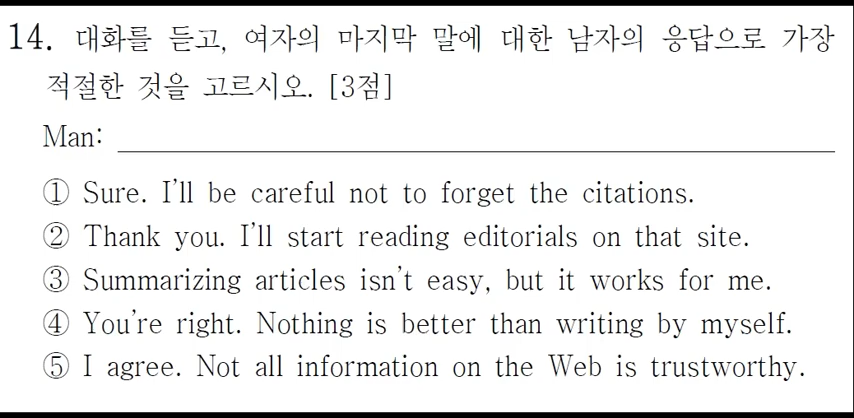 14. 대화를 듣고, 여자의 마지막 말에 대한 남자의 응답으로 가장
적절한 것을 고르시오. [3점]
Man:
① Sure. I'll be careful not to forget the citations.
② Thank you. I'll start reading editorials on that site.
③ Summarizing articles isn't easy, but it works for me.
④ You're right. Nothing is better than writing by myself.
⑤ I agree. Not all information on the Web is trustworthy.